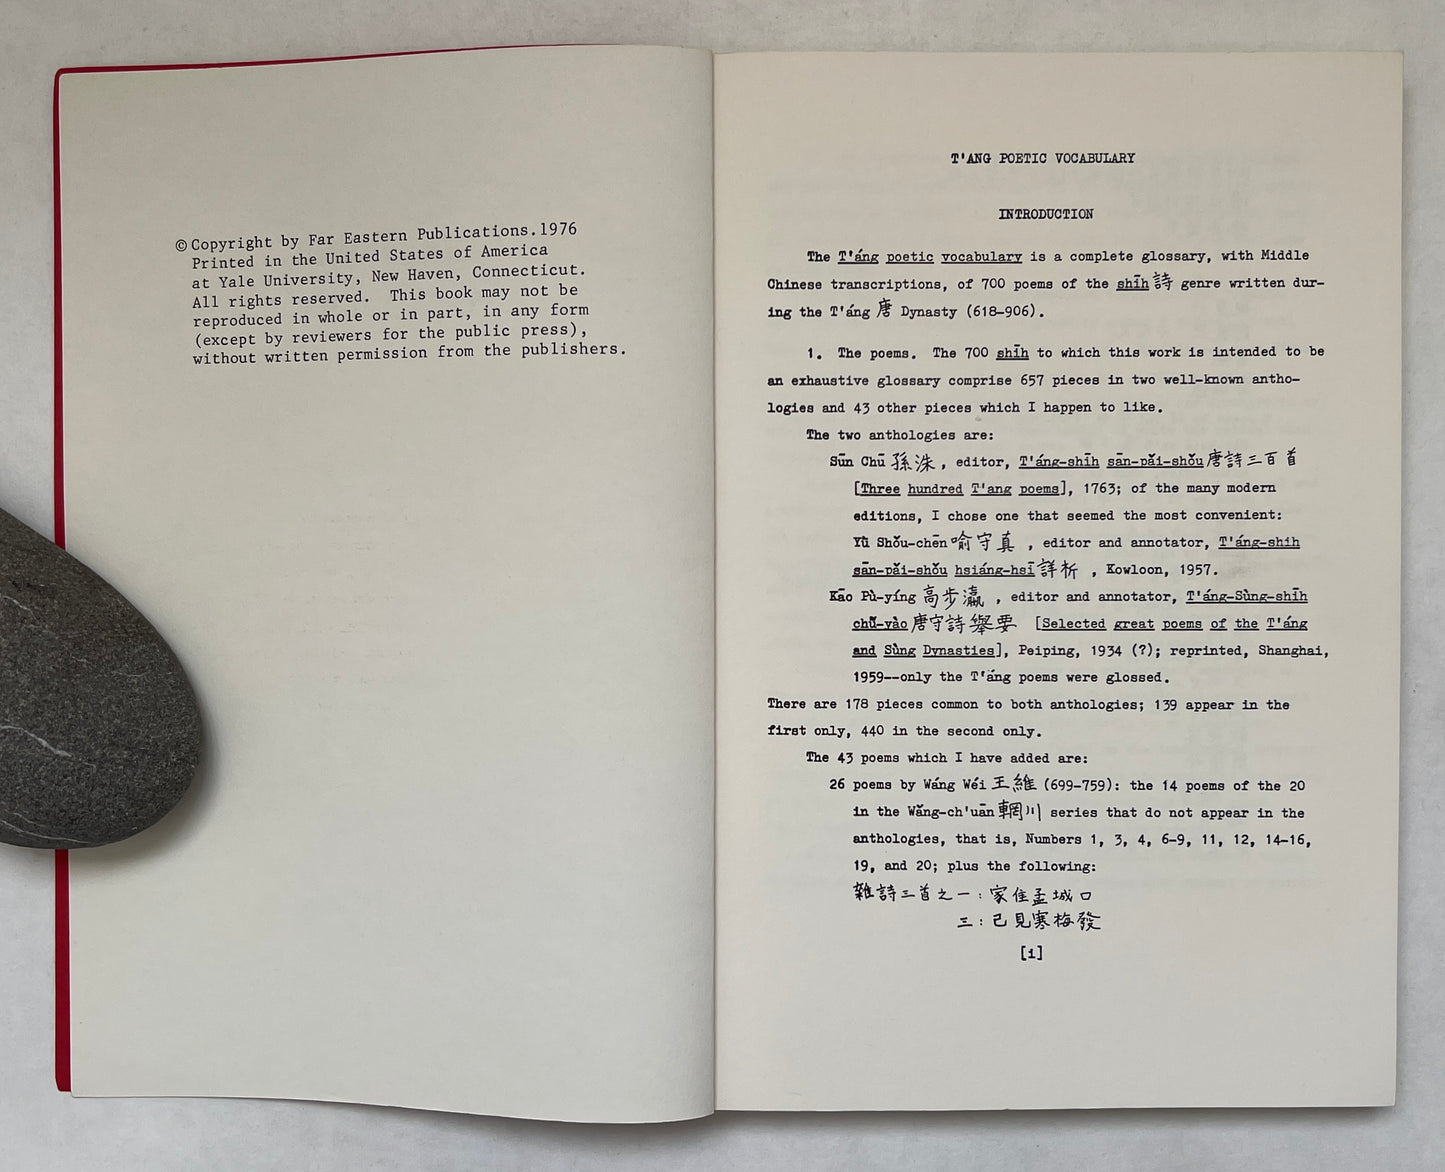 ©Copyright by Far Eastern Publications.1976
Printed in the United States of America
at Yale University, New Haven, Connecticut.
All rights reserved. This book may not be
reproduced in whole or in part, in any form
(except by reviewers for the public press),
without written permission from the publishers.
T'ANG POETIC VOCABULARY
INTRODUCTION
The T'áng poetic vocabulary is a complete glossary, with Middle
Chinese transcriptions, of 700 poems of the shīh 詩 genre written dur-
ing the T'áng 唐 Dynasty (618-906).
1. The poems. The 700 shīh to which this work is intended to be
an exhaustive glossary comprise 657 pieces in two well-known antho-
logies and 43 other pieces which I happen to like.
The two anthologies are:
Sūn Chū 孫洙, editor, T'áng-shīh sān-pǎi-shǒu 唐詩三百首
[Three hundred T'ang poems], 1763; of the many modern
editions, I chose one that seemed the most convenient:
Yǜ Shǒu-chēn 喻守真, editor and annotator, T'áng-shih
sān-pǎi-shǒu hsiáng-hsī 詳析, Kowloon, 1957.
Kāo Pù-yíng 高步瀛, editor and annotator, T'áng-Sùng-shīh
chǚ-yào 唐守詩舉要 [Selected great poems of the T'áng
and Sùng Dynasties], Peiping, 1934 (?); reprinted, Shanghai,
1959--only the T'áng poems were glossed.
There are 178 pieces common to both anthologies; 139 appear in the
first only, 440 in the second only.
The 43 poems which I have added are:
26 poems by Wáng Wéi 王維 (699-759): the 14 poems of the 20
in the Wǎng-ch'uān 輞川 series that do not appear in the
anthologies, that is, Numbers 1, 3, 4, 6-9, 11, 12, 14-16,
19, and 20; plus the following:
雜詩三首之一：家住孟城口
三：已見寒梅發
[i]